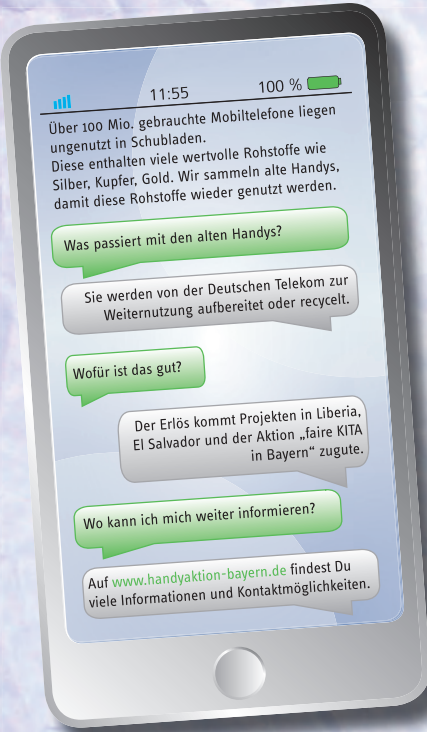 11:55 100 %
Über 100 Mio. gebrauchte Mobiltelefone liegen
ungenutzt in Schubladen.
Diese enthalten viele wertvolle Rohstoffe wie
Silber, Kupfer, Gold. Wir sammeln alte Handys,
damit diese Rohstoffe wieder genutzt werden.
Was passiert mit den alten Handys?
Sie werden von der Deutschen Telekom zur
Weiternutzung aufbereitet oder recycelt.
Wofür ist das gut?
Der Erlös kommt Projekten in Liberia,
El Salvador und der Aktion „faire KITA
in Bayern“ zugute.
Wo kann ich mich weiter informieren?
Auf www.handyaktion-bayern.de findest Du
viele Informationen und Kontaktmöglichkeiten.